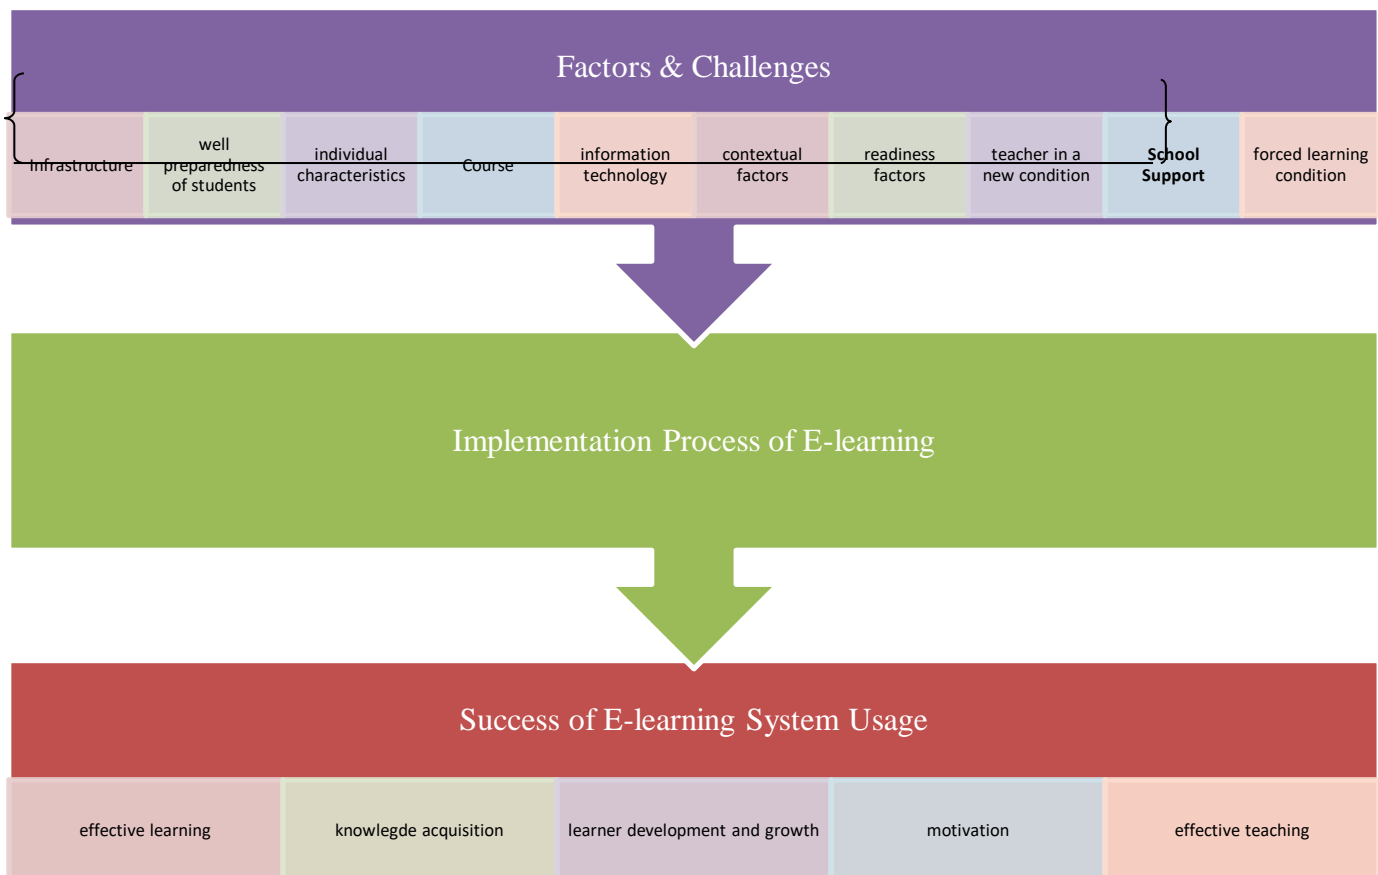 Factors & Challenges
Infrastructure
well
preparedness
of students
individual
characteristics
Course
information
technology
contextual
factors
readiness
factors
teacher in a
new condition
School
Support
forced learning
condition
Implementation Process of E-learning
Success of E-learning System Usage
effective learning
knowlegde acquisition
learner development and growth
motivation
effective teaching